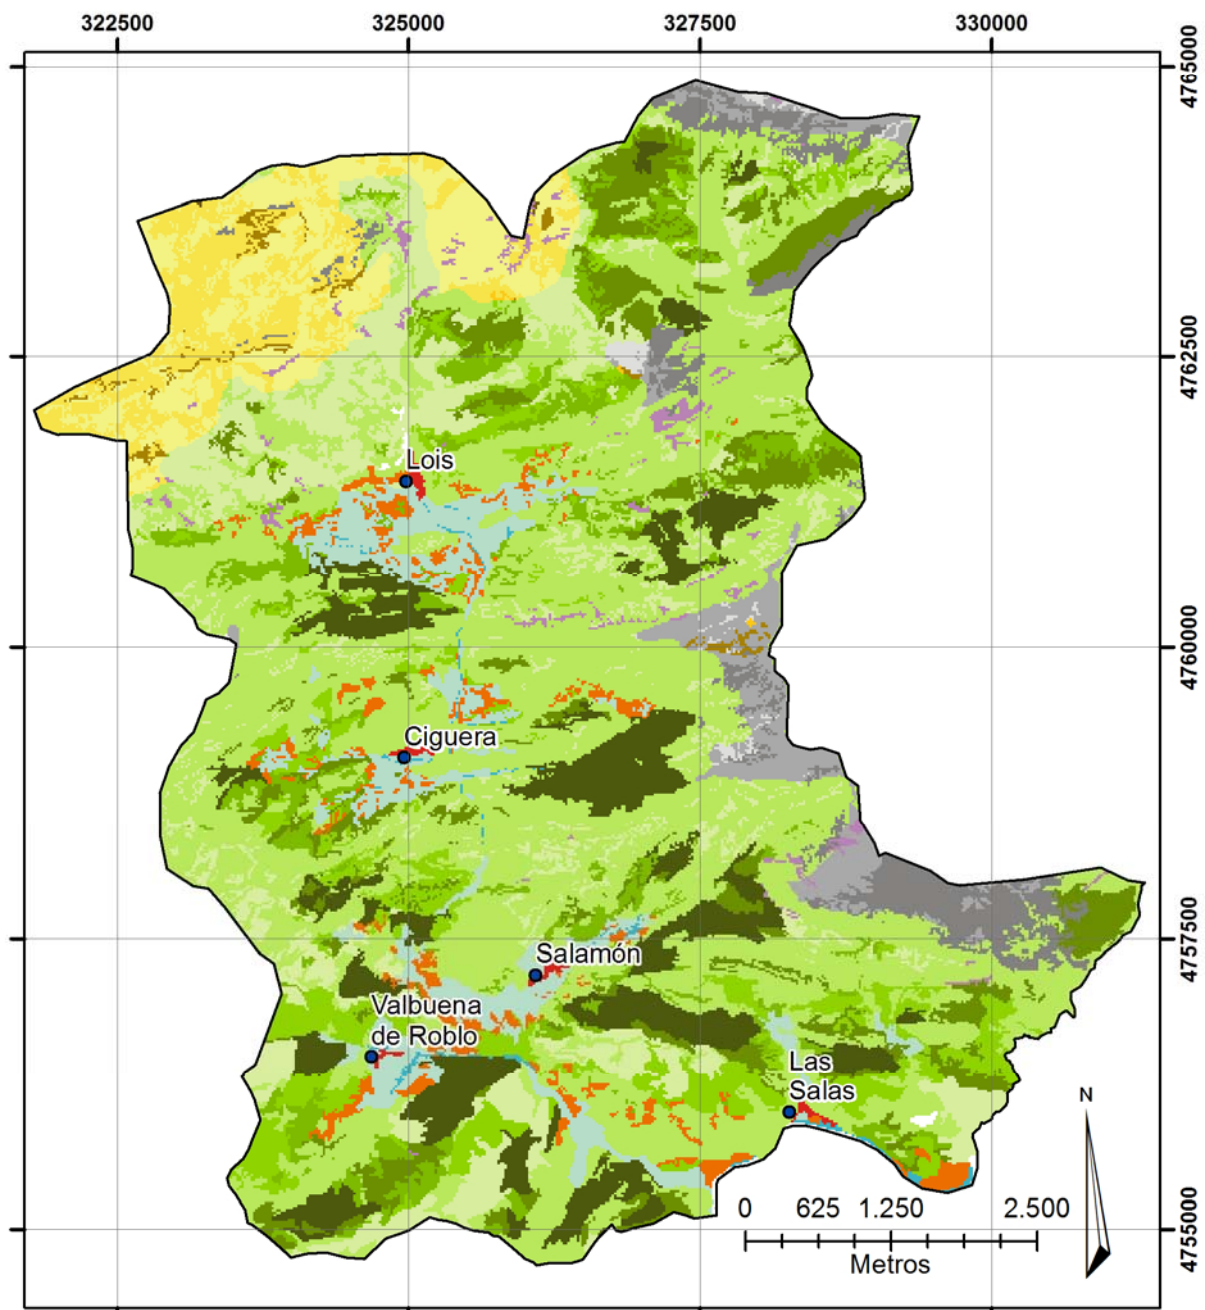 322500 325000 327500 330000
4765000
4762500
Lois
4760000
Ciguera
4757500
Salamón
Valbuena
de Roblo
Las
Salas
N
0 625 1.250 2.500
Metros
4755000